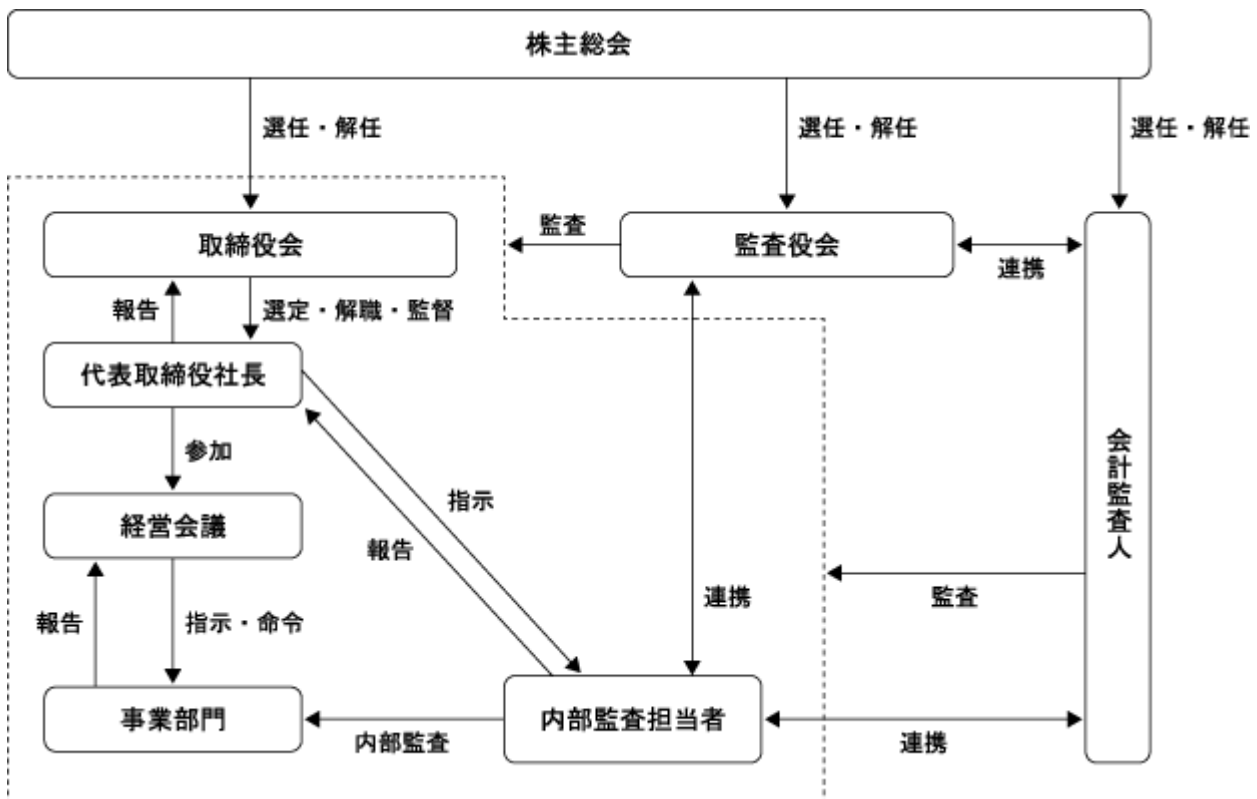 株主総会
選任・解任
選任・解任
選任・解任
取締役会
監査
監査役会
連携
報告
選定・解職・監督
代表取締役社長
参加
経営会議
指示
報告
会計監査人
監査
連携
報告
指示・命令
事業部門
内部監査
内部監査担当者
連携